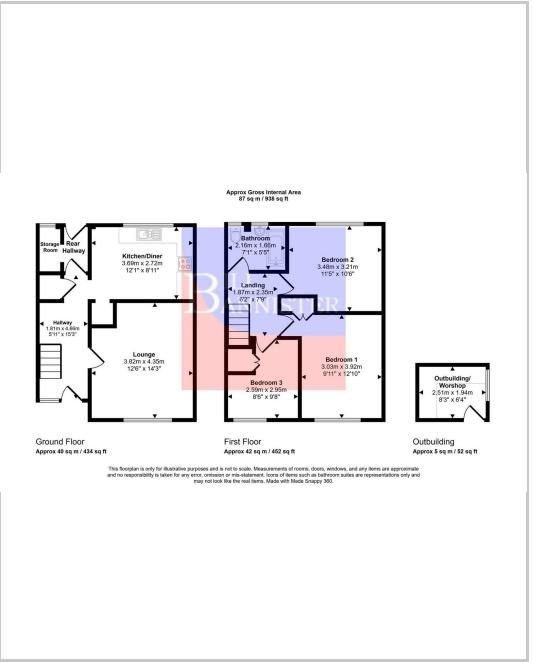 Approx Gross Internal Area
87 sq m / 938 sq ft
Storage
Room
Rear
Hallway
Kitchen/Diner
3.69m x 2.72m
12'1" x 8'11"
Hallway
1.81m x 4.66m
5'11" x 15'3"
Lounge
3.82m x 4.35m
12'6" x 14'3"
Bathroom
2.16m x 1.66m
7'1" x 5'5"
Bedroom 2
3.48m x 3.21m
11'5" x 10'6"
Landing
1.87m x 2.35m
6'2" x 7'9"
BANNISTER
Bedroom 1
3.03m x 3.92m
9'11" x 12'10"
Bedroom 3
2.59m x 2.95m
8'6" x 9'8"
Outbuilding/
Worshop
2.51m x 1.94m
8'3" x 6'4"
Ground Floor
Approx 40 sq m / 434 sq ft
First Floor
Approx 42 sq m / 452 sq ft
Outbuilding
Approx 5 sq m / 52 sq ft
This floorplan is only for illustrative purposes and is not to scale. Measurements of rooms, doors, windows, and any items are approximate
and no responsibility is taken for any error, omission or mis-statement. Icons of items such as bathroom suites are representations only and
may not look like the real items. Made with Made Snappy 360.